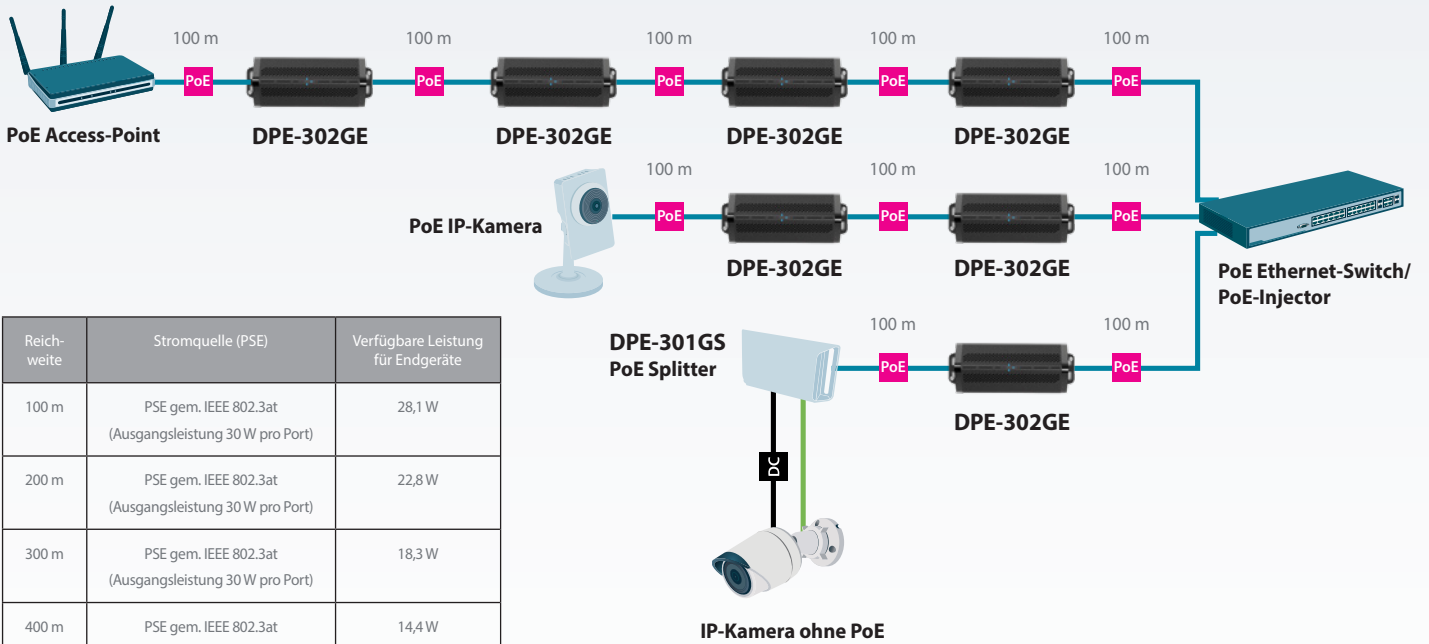 100 m 100 m 100 m 100 m 100 m
PoE PoE PoE PoE PoE
PoE Access-Point DPE-302GE DPE-302GE DPE-302GE DPE-302GE
100 m 100 m 100 m
PoE IP-Kamera PoE PoE PoE
DPE-302GE DPE-302GE
PoE Ethernet-Switch/
PoE-Injector
100 m 100 m
DPE-301GS
PoE Splitter
PoE PoE
DPE-302GE
DC
IP-Kamera ohne PoE
Reich-
weite
Stromquelle (PSE)
Verfügbare Leistung
für Endgeräte
100 m PSE gem. IEEE 802.3at 28,1 W
(Ausgangsleistung 30 W pro Port)
200 m PSE gem. IEEE 802.3at 22,8 W
(Ausgangsleistung 30 W pro Port)
300 m PSE gem. IEEE 802.3at 18,3 W
(Ausgangsleistung 30 W pro Port)
400 m PSE gem. IEEE 802.3at 14,4 W